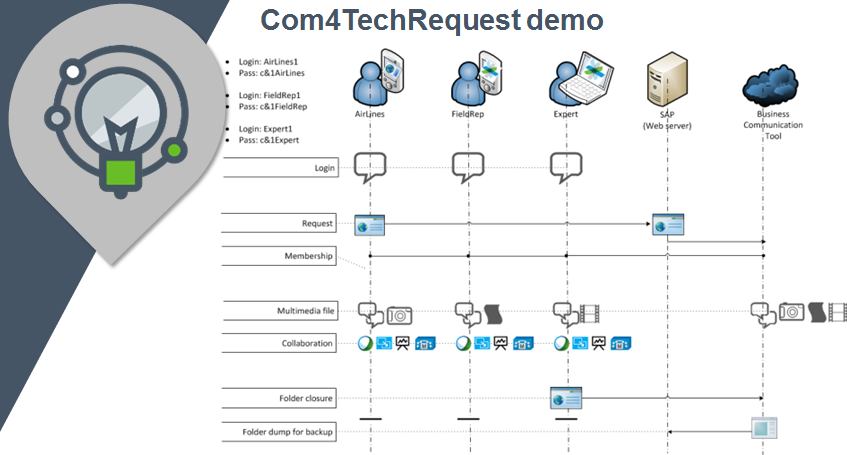 Com4TechRequest demo
• Login: AirLines1
• Pass: c&1AirLines
• Login: FieldRep1
• Pass: c&1FieldRep
• Login: Expert1
• Pass: c&1Expert
AirLines
FieldRep
Expert
SAP
(Web server)
Business
Communication
Tool
Login
Request
Membership
Multimedia file
Collaboration
Folder closure
Folder dump for backup